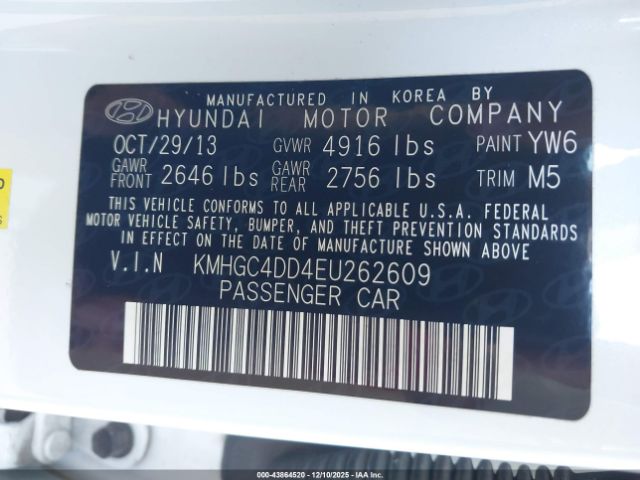 MANUFACTURED IN KOREA BY
HYUNDAI MOTOR COMPANY
OCT/29/13 GVWR 4916 lbs PAINT YW6
GAWR FRONT 2646 lbs GAWR REAR 2756 lbs TRIM M5
THIS VEHICLE CONFORMS TO ALL APPLICABLE U.S.A. FEDERAL
MOTOR VEHICLE SAFETY, BUMPER, AND THEFT PREVENTION STANDARDS
IN EFFECT ON THE DATE OF MANUFACTURE SHOWN ABOVE
V.I.N KMHGC4DD4EU262609
PASSENGER CAR
000-43864520 - 12/10/2025 - IAA, Inc.